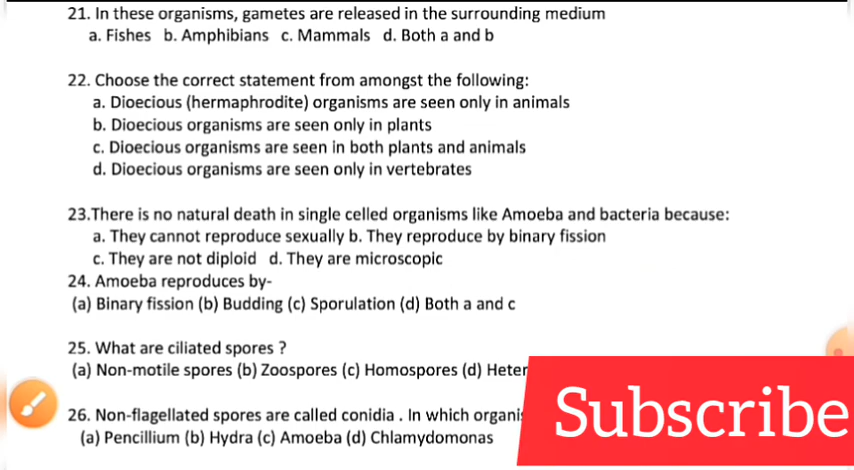 21. In these organisms, gametes are released in the surrounding medium
a. Fishes b. Amphibians c. Mammals d. Both a and b
22. Choose the correct statement from amongst the following:
a. Dioecious (hermaphrodite) organisms are seen only in animals
b. Dioecious organisms are seen only in plants
c. Dioecious organisms are seen in both plants and animals
d. Dioecious organisms are seen only in vertebrates
23.There is no natural death in single celled organisms like Amoeba and bacteria because:
a. They cannot reproduce sexually b. They reproduce by binary fission
c. They are not diploid d. They are microscopic
24. Amoeba reproduces by-
(a) Binary fission (b) Budding (c) Sporulation (d) Both a and c
25. What are ciliated spores ?
(a) Non-motile spores (b) Zoospores (c) Homospores (d)
26. Non-flagellated spores are called conidia . In which
(a) Pencillium (b) Hydra (c) Amoeba (d) Chlamydomonas
Subscribe